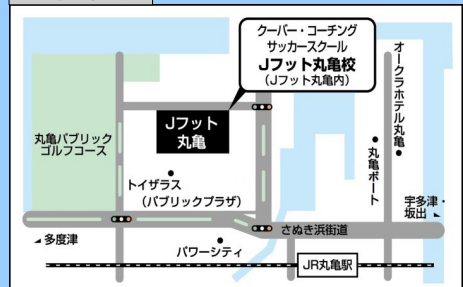 クーバー・コーチング
サッカースクール
Jフット丸亀校
(Jフット丸亀内)
オークラホテル丸亀
丸亀パブリック
ゴルフコース
Jフット
丸亀
丸亀ボート
トイザラス
(パブリックプラザ)
宇多津・
坂出
さぬき浜街道
多度津
パワーシティ
JR丸亀駅